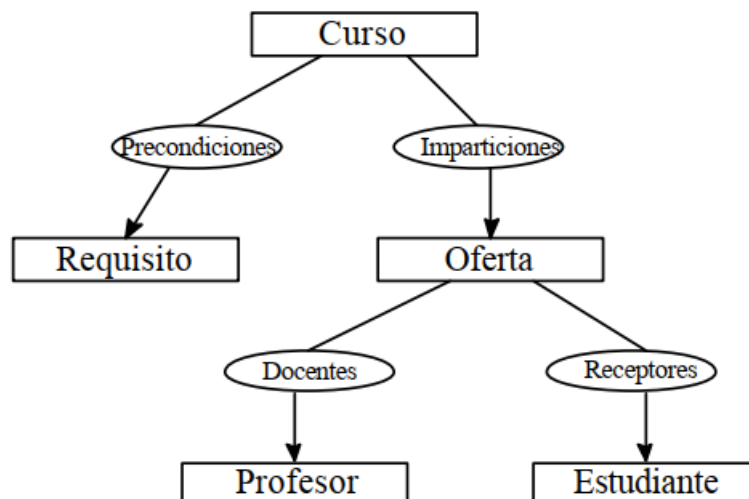 Curso
Precondiciones
Imparticiones
Requisito
Oferta
Docentes
Receptores
Profesor
Estudiante